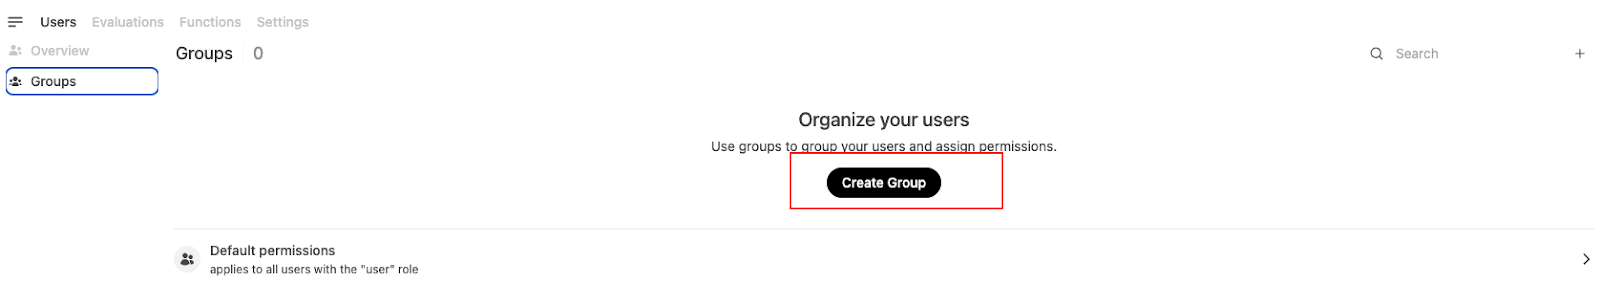 Users Evaluations Functions Settings
Overview
Groups
Groups 0
Search +
Organize your users
Use groups to group your users and assign permissions.
Create Group
Default permissions
applies to all users with the "user" role